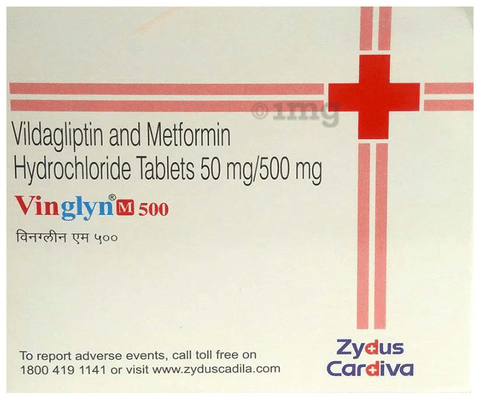 1mg
Vildagliptin and Metformin
Hydrochloride Tablets 50 mg/500 mg
Vinglyn® M 500
विनग्लीन एम ५००
To report adverse events, call toll free on
1800 419 1141 or visit www.zyduscadila.com
Zydus
Cardiva